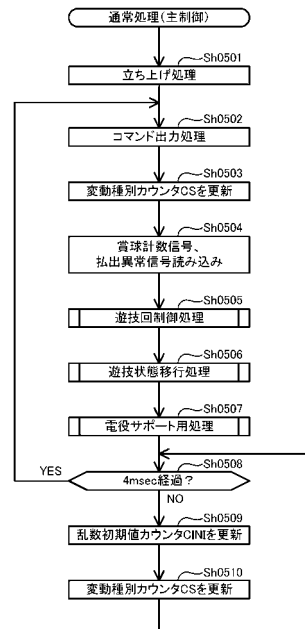 通常処理(主制御)
Sh0501
立ち上げ処理
Sh0502
コマンド出力処理
Sh0503
変動種別カウンタCSを更新
Sh0504
賞球計数信号、
払出異常信号読み込み
Sh0505
遊技回制御処理
Sh0506
遊技状態移行処理
Sh0507
電役サポート用処理
Sh0508
YES
4msec経過?
NO
Sh0509
乱数初期値カウンタCINIを更新
Sh0510
変動種別カウンタCSを更新